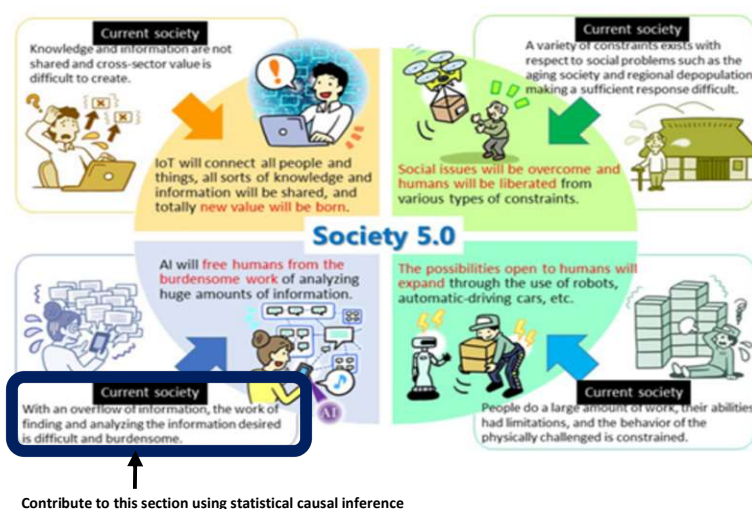 Current society
Knowledge and information are not
shared and cross-sector value is
difficult to create.
IoT will connect all people and
things, all sorts of knowledge and
information will be shared, and
totally new value will be born.
Current society
A variety of constraints exists with
respect to social problems such as the
aging society and regional depopulation
making a sufficient response difficult.
Social issues will be overcome and
humans will be liberated from
various types of constraints.
Society 5.0
AI will free humans from the
burdensome work of analyzing
huge amounts of information.
AI
Current society
With an overflow of information, the work of
finding and analyzing the information desired
is difficult and burdensome.
The possibilities open to humans will
expand through the use of robots,
automatic-driving cars, etc.
Current society
People do a large amount of work, their abilities
had limitations, and the behavior of the
physically challenged is constrained.
Contribute to this section using statistical causal inference